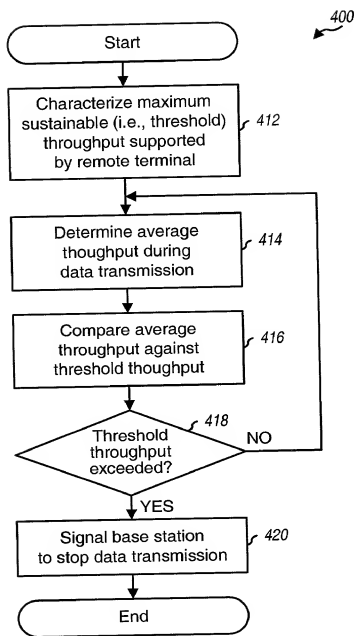 400
Start
Characterize maximum
sustainable (i.e., threshold)
throughput supported
by remote terminal
412
Determine average
thoughput during
data transmission
414
Compare average
throughput against
threshold thoughput
416
418
Threshold
throughput
exceeded?
NO
YES
Signal base station
to stop data transmission
420
End